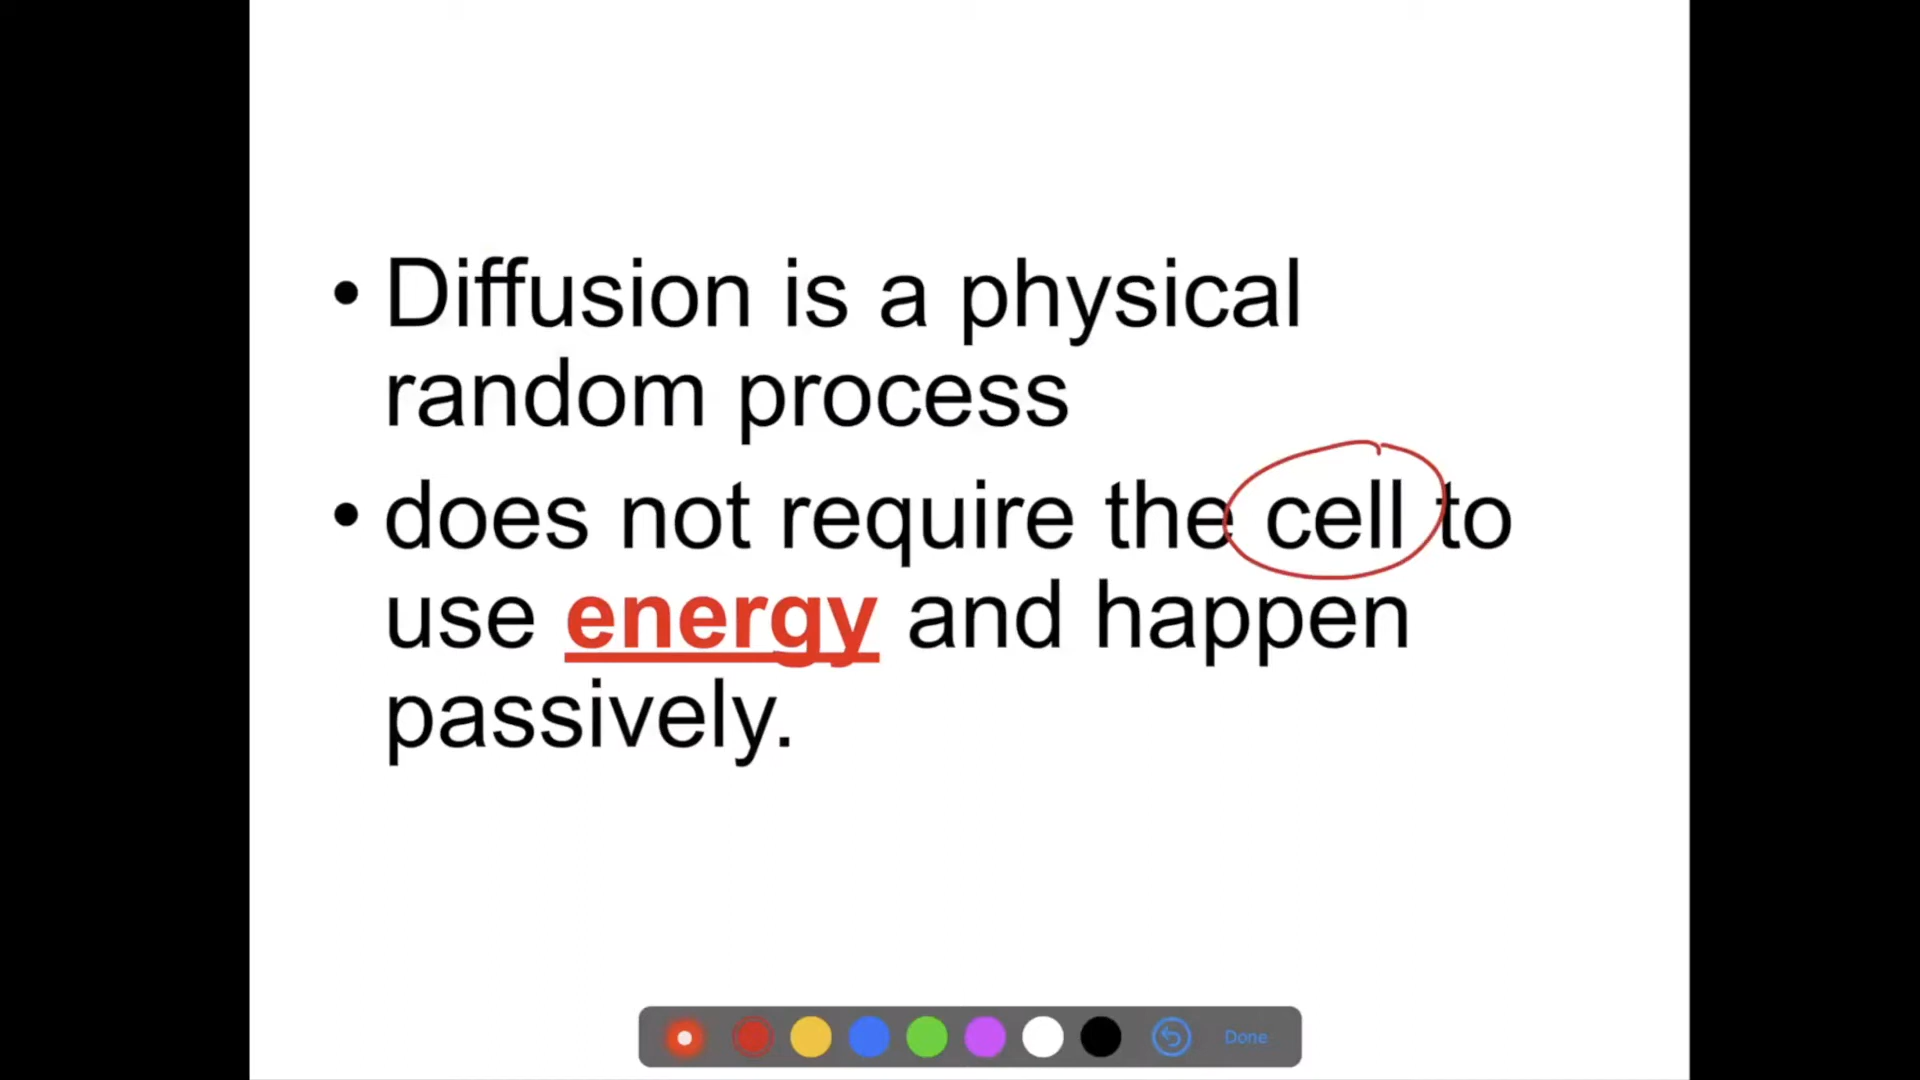 • Diffusion is a physical
random process
• does not require the cell to
use energy and happen
passively.
Done